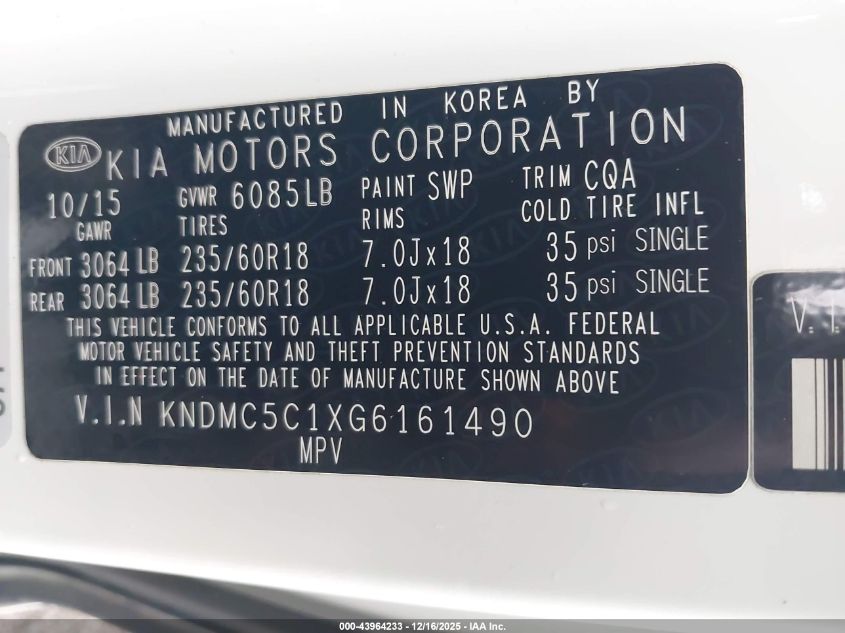 MANUFACTURED IN KOREA BY
KIA KIA MOTORS CORPORATION
10/15 GVWR 6085LB PAINT SWP TRIM CQA
GAWR TIRES RIMS COLD TIRE INFL
FRONT 3064 LB 235/60R18 7.0Jx18 35 psi SINGLE
REAR 3064 LB 235/60R18 7.0Jx18 35 psi SINGLE
THIS VEHICLE CONFORMS TO ALL APPLICABLE U.S.A. FEDERAL
MOTOR VEHICLE SAFETY AND THEFT PREVENTION STANDARDS
IN EFFECT ON THE DATE OF MANUFACTURE SHOWN ABOVE
V.I.N KNDMC5C1XG6161490
MPV
V.I.
000-43964233 - 12/16/2025 - IAA Inc.